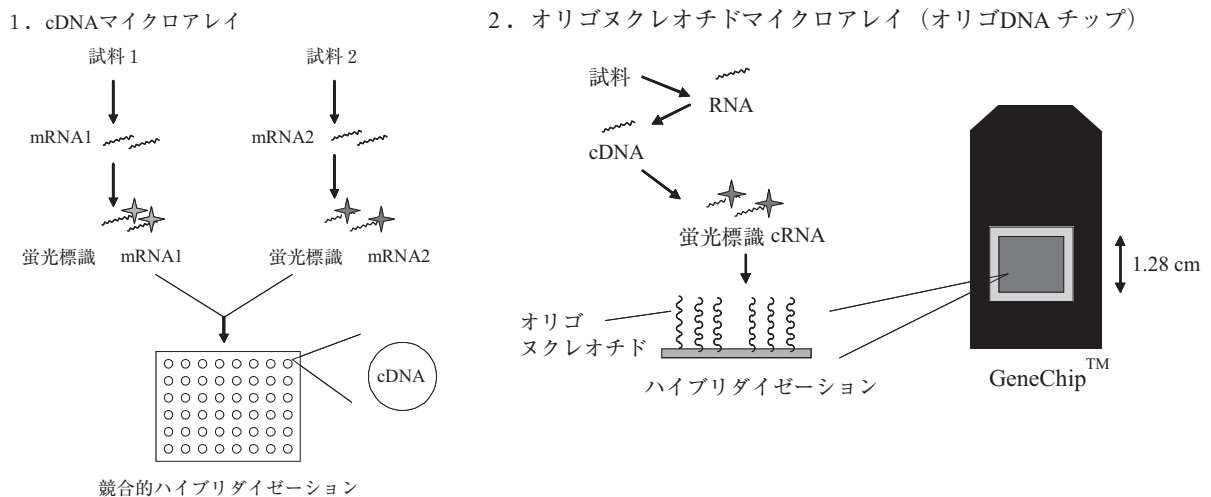 1．cDNAマイクロアレイ
試料 1
試料 2
mRNA1
mRNA2
蛍光標識 mRNA1
蛍光標識 mRNA2
cDNA
競合的ハイブリダイゼーション
2．オリゴヌクレオチドマイクロアレイ（オリゴDNA チップ）
試料
RNA
cDNA
蛍光標識 cRNA
オリゴ
ヌクレオチド
ハイブリダイゼーション
1.28 cm
GeneChip™